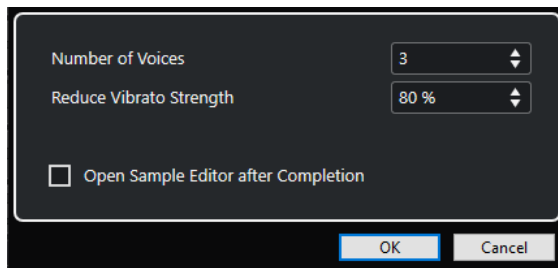 Number of Voices 3
Reduce Vibrato Strength 80 %
Open Sample Editor after Completion
OK Cancel